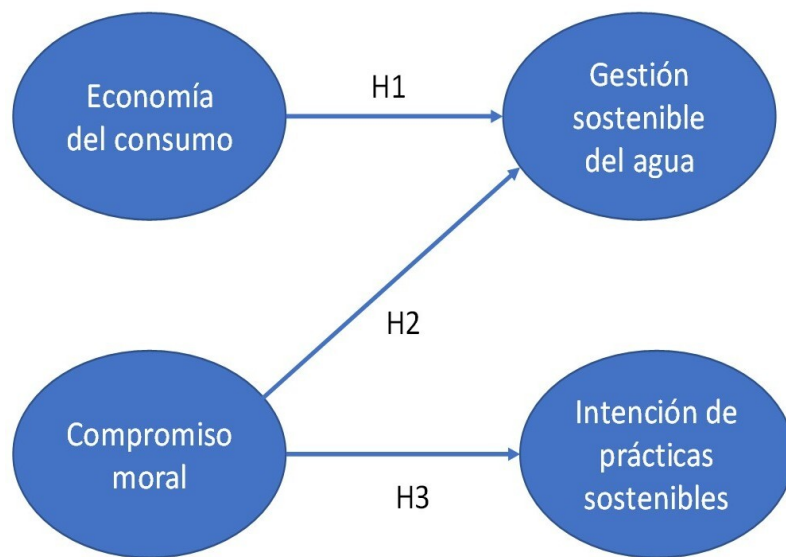 Economía
del consumo
H1
Gestión
sostenible
del agua
H2
Compromiso
moral
H3
Intención de
prácticas
sostenibles